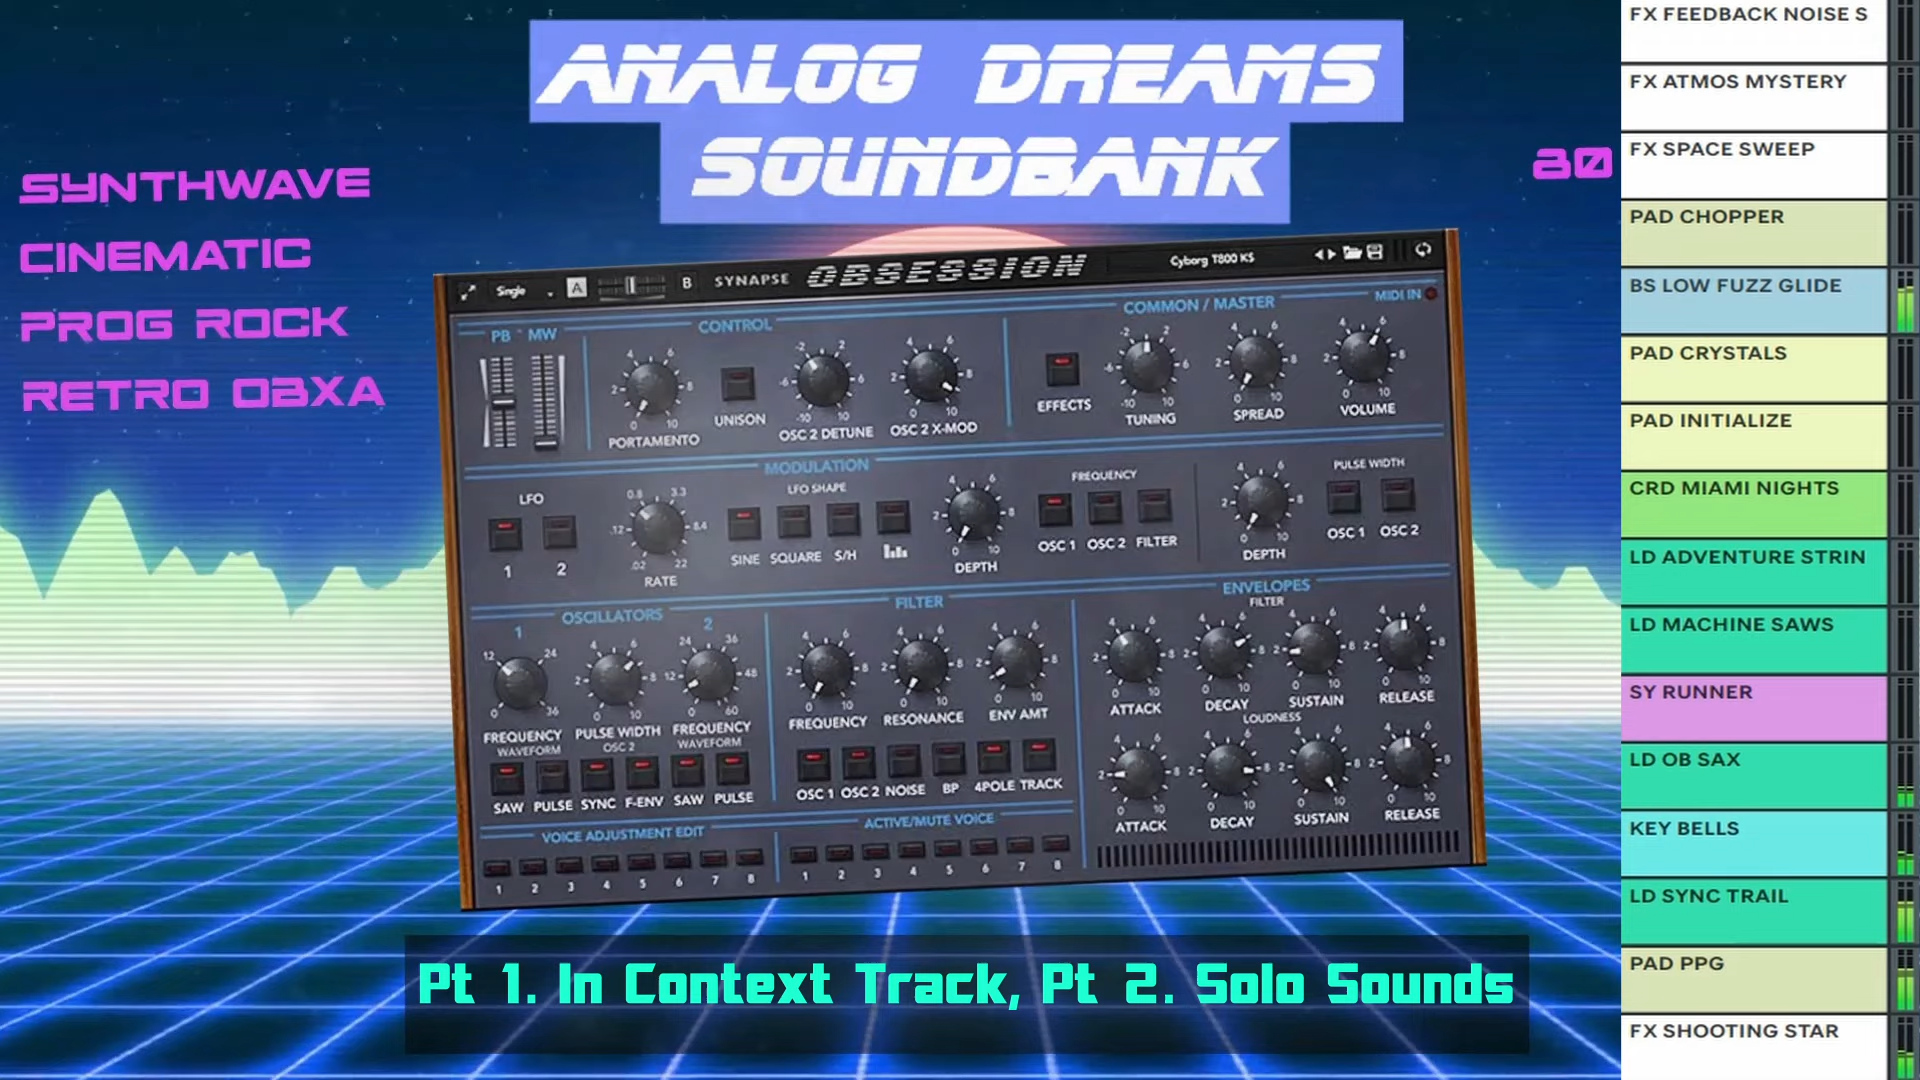 ANALOG DREAMS
SOUNDBANK
SYNTHWAVE
CINEMATIC
PROG ROCK
RETRO OBXA
80
Single
A
B
SYNAPSE
OBSESSION
Cyborg T800 KS
PB MW
CONTROL
COMMON / MASTER
MIDI IN
PORTAMENTO
UNISON
OSC 2 DETUNE
OSC 2 X-MOD
EFFECTS
TUNING
SPREAD
VOLUME
MODULATION
LFO
1 2
RATE
LFO SHAPE
SINE SQUARE S/H
DEPTH
FREQUENCY
OSC 1 OSC 2 FILTER
DEPTH
PULSE WIDTH
OSC 1 OSC 2
OSCILLATORS
1 2
FREQUENCY PULSE WIDTH FREQUENCY
WAVEFORM OSC 2 WAVEFORM
SAW PULSE SYNC F-ENV SAW PULSE
FILTER
FREQUENCY RESONANCE ENV AMT
OSC 1 OSC 2 NOISE BP 4POLE TRACK
ENVELOPES
FILTER
ATTACK DECAY SUSTAIN RELEASE
LOUDNESS
ATTACK DECAY SUSTAIN RELEASE
VOICE ADJUSTMENT EDIT
1 2 3 4 5 6 7 8
ACTIVE/MUTE VOICE
1 2 3 4 5 6 7 8
Pt 1. In Context Track, Pt 2. Solo Sounds
FX FEEDBACK NOISE S
FX ATMOS MYSTERY
FX SPACE SWEEP
PAD CHOPPER
BS LOW FUZZ GLIDE
PAD CRYSTALS
PAD INITIALIZE
CRD MIAMI NIGHTS
LD ADVENTURE STRIN
LD MACHINE SAWS
SY RUNNER
LD OB SAX
KEY BELLS
LD SYNC TRAIL
PAD PPG
FX SHOOTING STAR